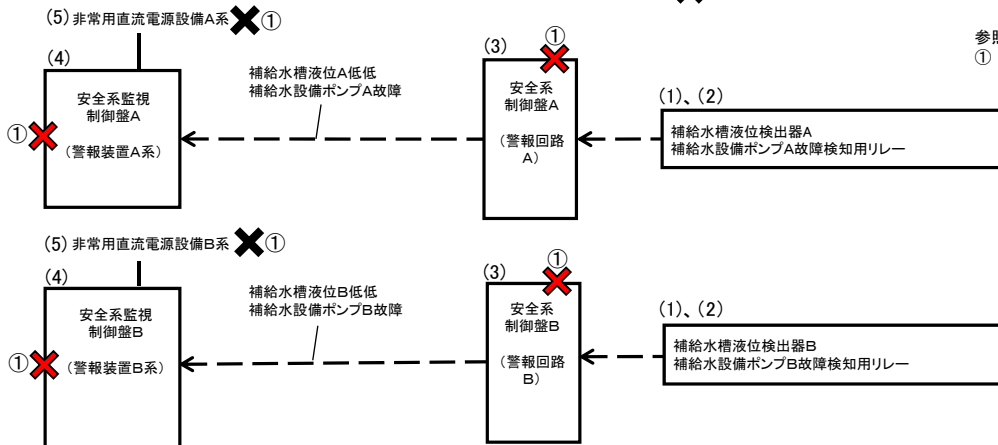 (5) 非常用直流電源設備A系 ①
(4)
安全系監視
制御盤A
(警報装置A系)
①
補給水槽液位A低低
補給水設備ポンプA故障
(3)
①
安全系
制御盤A
(警報回路
A)
(1)、(2)
補給水槽液位検出器A
補給水設備ポンプA故障検知用リレー
参照
①
(5) 非常用直流電源設備B系 ①
(4)
安全系監視
制御盤B
(警報装置B系)
①
補給水槽液位B低低
補給水設備ポンプB故障
(3)
①
安全系
制御盤B
(警報回路
B)
(1)、(2)
補給水槽液位検出器B
補給水設備ポンプB故障検知用リレー